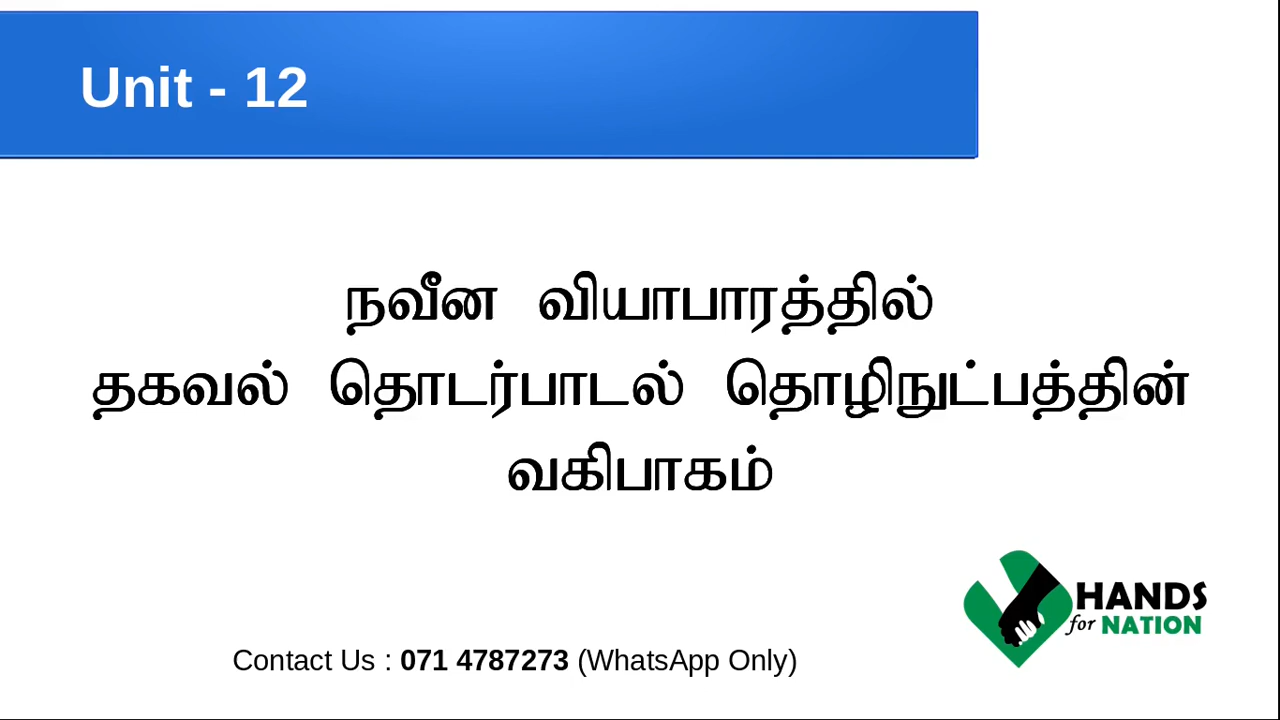 Unit - 12
நவீன வியாபாரத்தில்
தகவல் தொடர்பாடல் தொழிநுட்பத்தின்
வகிபாகம்
HANDS
for NATION
Contact Us : 071 4787273 (WhatsApp Only)